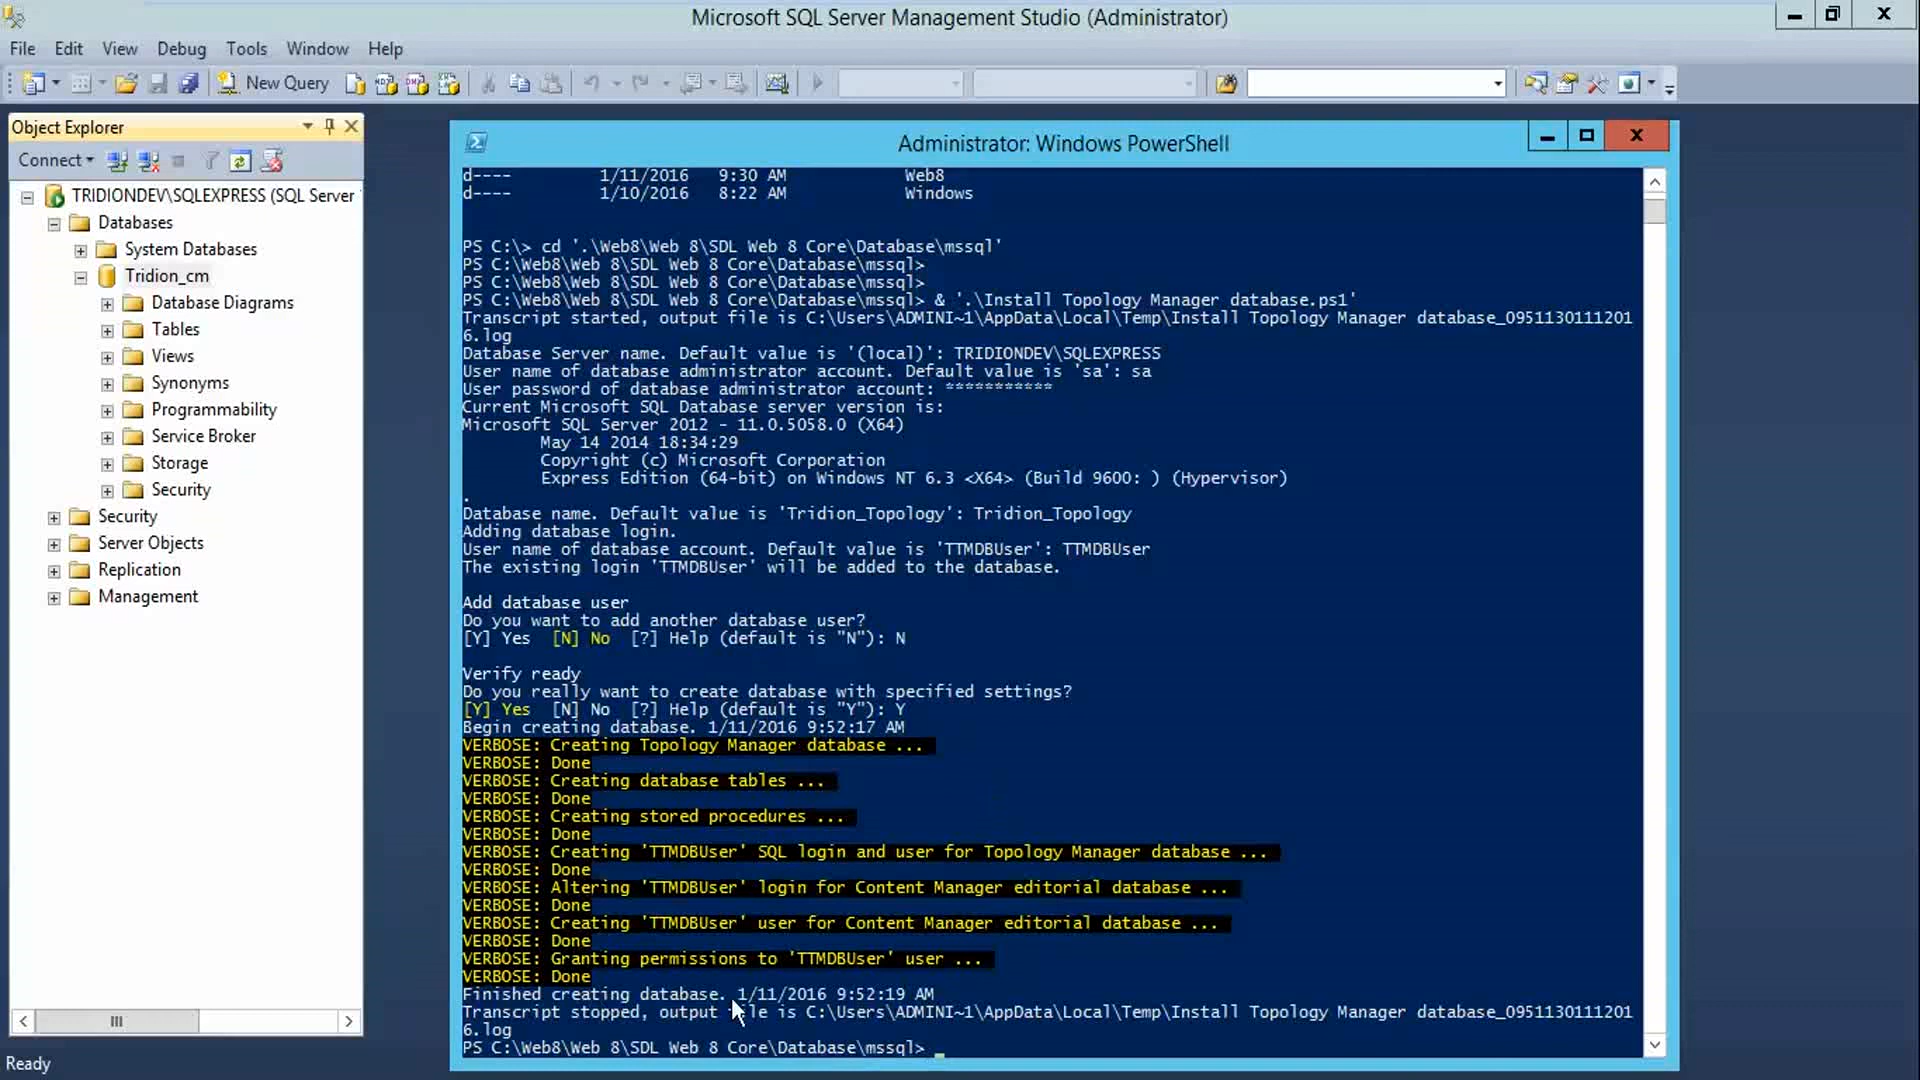 Microsoft SQL Server Management Studio (Administrator)
File Edit View Debug Tools Window Help
New Query
Object Explorer
Connect
TRIDIONDEV\SQLEXPRESS (SQL Server
Databases
System Databases
Tridion_cm
Database Diagrams
Tables
Views
Synonyms
Programmability
Service Broker
Storage
Security
Security
Server Objects
Replication
Management
Ready
Administrator: Windows PowerShell
d---- 1/11/2016 9:30 AM Web8
d---- 1/10/2016 8:22 AM Windows
PS C:\> cd '.\Web8\Web 8\SDL Web 8 Core\Database\mssql'
PS C:\Web8\Web 8\SDL Web 8 Core\Database\mssql>
PS C:\Web8\Web 8\SDL Web 8 Core\Database\mssql>
PS C:\Web8\Web 8\SDL Web 8 Core\Database\mssql> & '.\Install Topology Manager database.ps1'
Transcript started, output file is C:\Users\ADMINI~1\AppData\Local\Temp\Install Topology Manager database_0951130111201
6.log
Database Server name. Default value is '(local)': TRIDIONDEV\SQLEXPRESS
User name of database administrator account. Default value is 'sa': sa
User password of database administrator account: ***********
Current Microsoft SQL Database server version is:
Microsoft SQL Server 2012 - 11.0.5058.0 (X64)
May 14 2014 18:34:29
Copyright (c) Microsoft Corporation
Express Edition (64-bit) on Windows NT 6.3 <X64> (Build 9600: ) (Hypervisor)
.
Database name. Default value is 'Tridion_Topology': Tridion_Topology
Adding database login.
User name of database account. Default value is 'TTMDBUser': TTMDBUser
The existing login 'TTMDBUser' will be added to the database.
Add database user
Do you want to add another database user?
[Y] Yes [N] No [?] Help (default is "N"): N
Verify ready
Do you really want to create database with specified settings?
[Y] Yes [N] No [?] Help (default is "Y"): Y
Begin creating database. 1/11/2016 9:52:17 AM
VERBOSE: Creating Topology Manager database ...
VERBOSE: Done
VERBOSE: Creating database tables ...
VERBOSE: Done
VERBOSE: Creating stored procedures ...
VERBOSE: Done
VERBOSE: Creating 'TTMDBUser' SQL login and user for Topology Manager database ...
VERBOSE: Done
VERBOSE: Altering 'TTMDBUser' login for Content Manager editorial database ...
VERBOSE: Done
VERBOSE: Creating 'TTMDBUser' user for Content Manager editorial database ...
VERBOSE: Done
VERBOSE: Granting permissions to 'TTMDBUser' user ...
VERBOSE: Done
Finished creating database. 1/11/2016 9:52:19 AM
Transcript stopped, output file is C:\Users\ADMINI~1\AppData\Local\Temp\Install Topology Manager database_0951130111201
6.log
PS C:\Web8\Web 8\SDL Web 8 Core\Database\mssql>